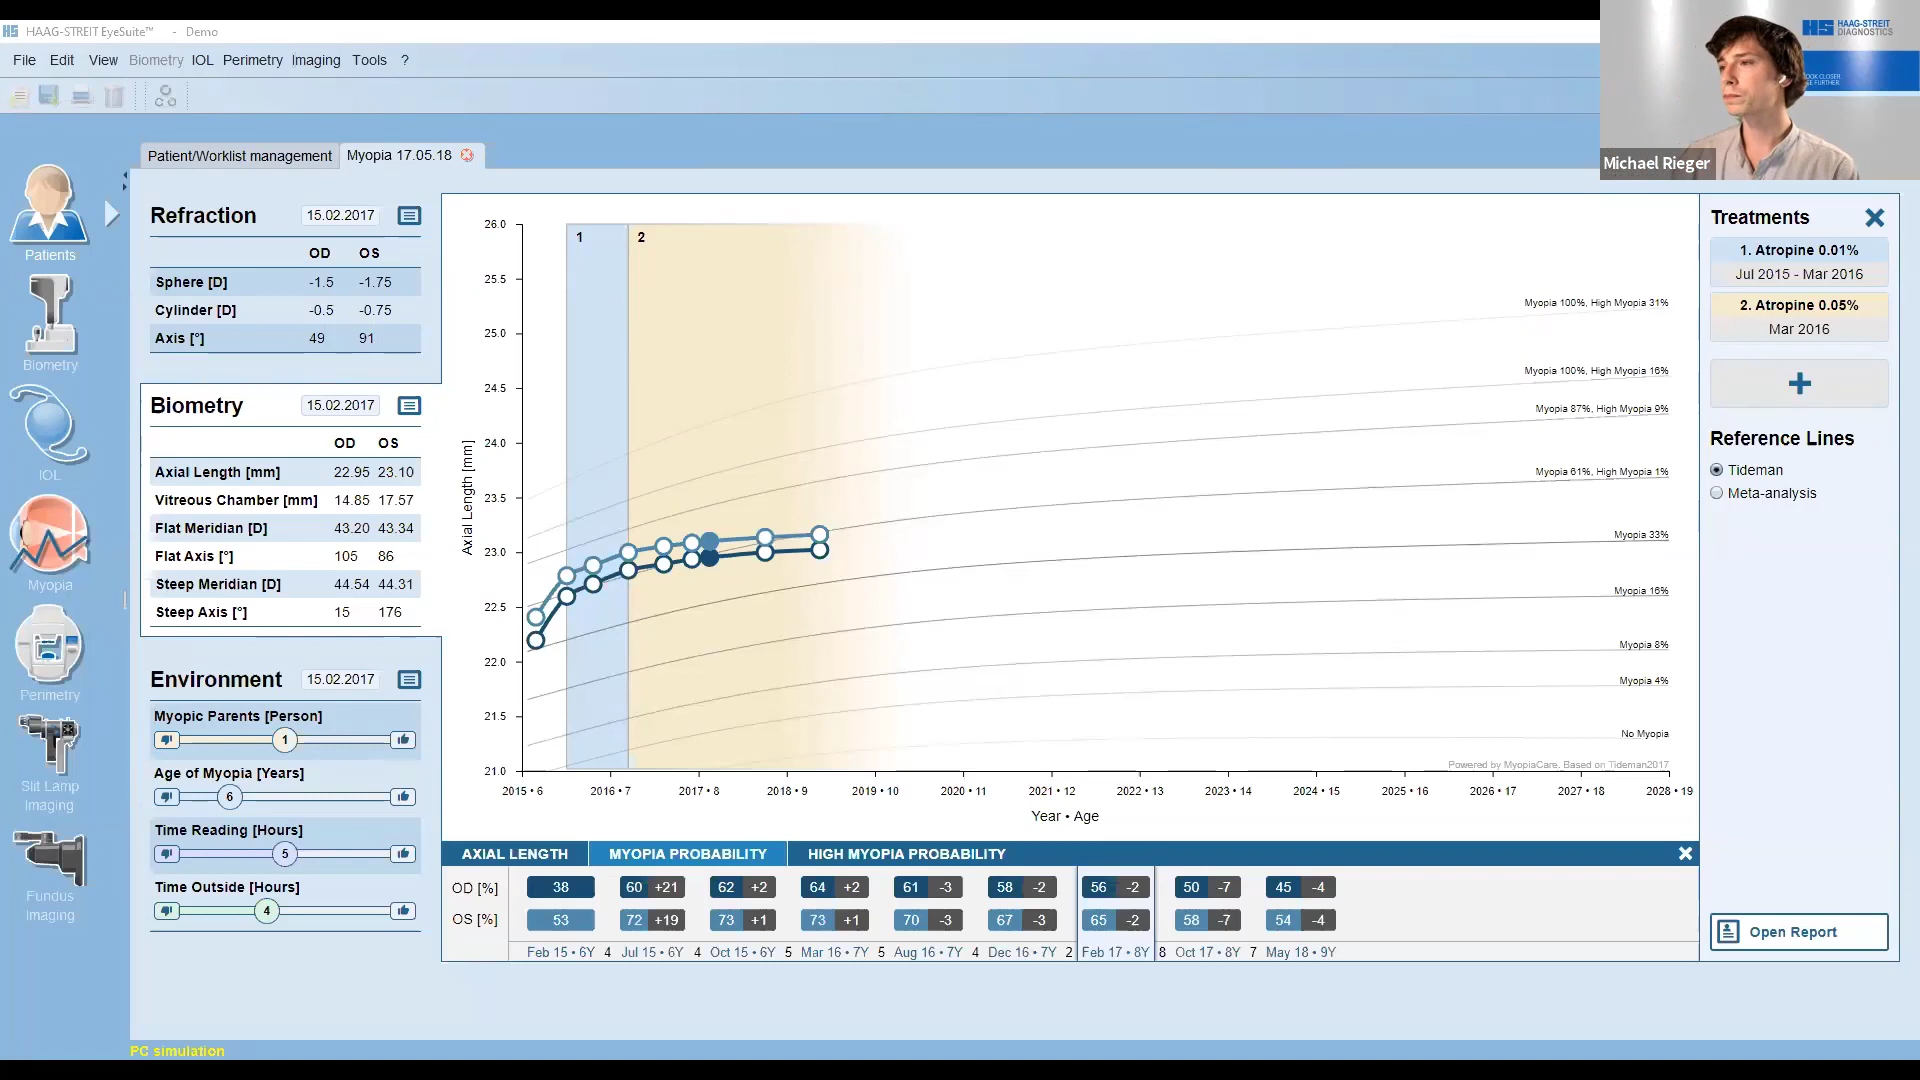 HAAG-STREIT EyeSuite™ - Demo
File Edit View Biometry IOL Perimetry Imaging Tools ?
HS HAAG-STREIT
DIAGNOSTICS
OOK CLOSER
E FURTHER
Michael Rieger
Patient/Worklist management
Myopia 17.05.18
Patients
Biometry
IOL
Myopia
Perimetry
Slit Lamp
Imaging
Fundus
Imaging
Refraction 15.02.2017
OD OS
Sphere [D] -1.5 -1.75
Cylinder [D] -0.5 -0.75
Axis [°] 49 91
Biometry 15.02.2017
OD OS
Axial Length [mm] 22.95 23.10
Vitreous Chamber [mm] 14.85 17.57
Flat Meridian [D] 43.20 43.34
Flat Axis [°] 105 86
Steep Meridian [D] 44.54 44.31
Steep Axis [°] 15 176
Environment 15.02.2017
Myopic Parents [Person]
1
Age of Myopia [Years]
6
Time Reading [Hours]
5
Time Outside [Hours]
4
Axial Length [mm]
26.0
25.5
25.0
24.5
24.0
23.5
23.0
22.5
22.0
21.5
21.0
1 2
Myopia 100%, High Myopia 31%
Myopia 100%, High Myopia 16%
Myopia 87%, High Myopia 9%
Myopia 61%, High Myopia 1%
Myopia 33%
Myopia 16%
Myopia 8%
Myopia 4%
No Myopia
Powered by MyopiaCare. Based on Tideman2017
2015 • 6 2016 • 7 2017 • 8 2018 • 9 2019 • 10 2020 • 11 2021 • 12 2022 • 13 2023 • 14 2024 • 15 2025 • 16 2026 • 17 2027 • 18 2028 • 19
Year • Age
AXIAL LENGTH MYOPIA PROBABILITY HIGH MYOPIA PROBABILITY
OD [%] 38 60 +21 62 +2 64 +2 61 -3 58 -2 56 -2 50 -7 45 -4
OS [%] 53 72 +19 73 +1 73 +1 70 -3 67 -3 65 -2 58 -7 54 -4
Feb 15 • 6Y 4 Jul 15 • 6Y 4 Oct 15 • 6Y 5 Mar 16 • 7Y 5 Aug 16 • 7Y 4 Dec 16 • 7Y 2 Feb 17 • 8Y 8 Oct 17 • 8Y 7 May 18 • 9Y
Treatments
1. Atropine 0.01%
Jul 2015 - Mar 2016
2. Atropine 0.05%
Mar 2016
Reference Lines
Tideman
Meta-analysis
Open Report
PC simulation